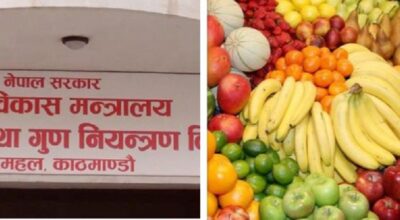 नेपाल सरकार
विकास मन्त्रालय
था गुण नियन्त्रण
महल, काठमाण्डौ